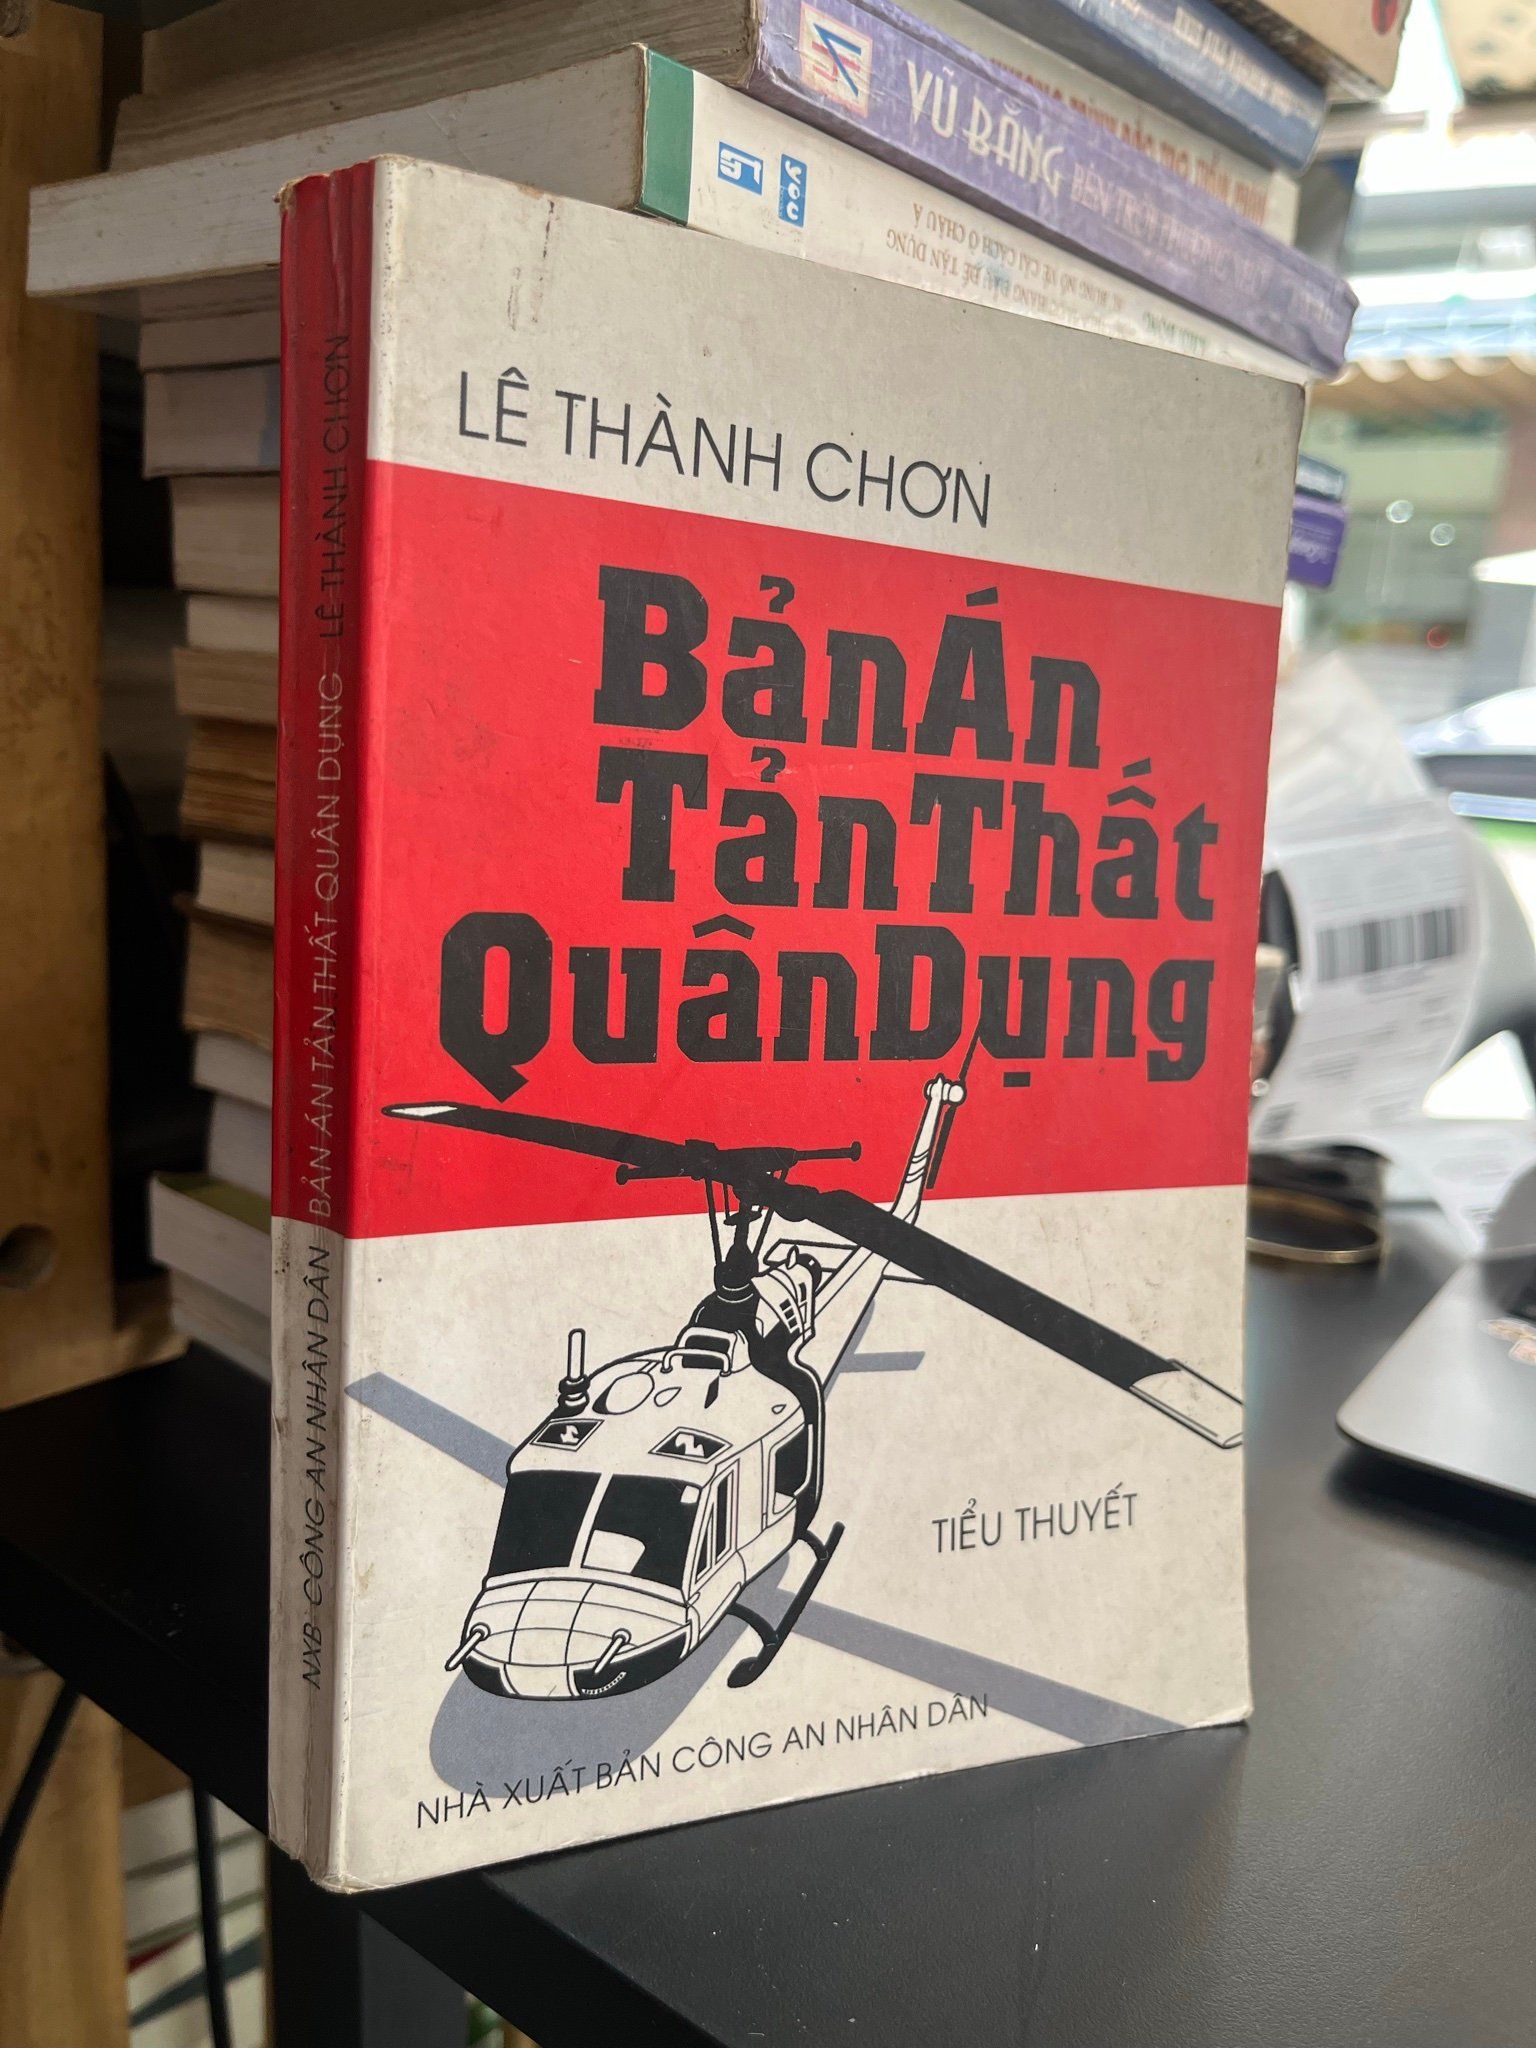 LÊ THÀNH CHƠN
Bản Án
Tản Thất
Quân Dụng
TIỂU THUYẾT
NHÀ XUẤT BẢN CÔNG AN NHÂN DÂN
NXB CÔNG AN NHÂN DÂN BẢN ÁN TẢN THẤT QUÂN DỤNG LÊ THÀNH CHƠN
VŨ BẰNG